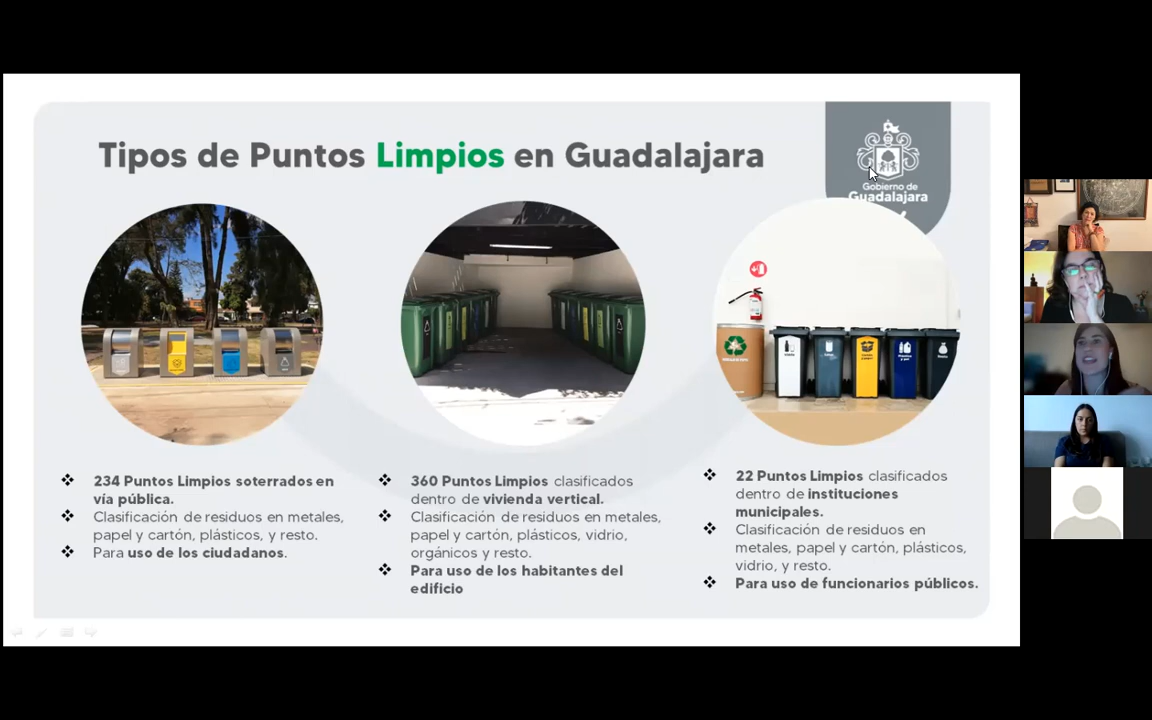 Tipos de Puntos Limpios en Guadalajara
Gobierno de
Guadalajara
❖ 234 Puntos Limpios soterrados en
vía pública.
❖ Clasificación de residuos en metales,
papel y cartón, plásticos, y resto.
❖ Para uso de los ciudadanos.
❖ 360 Puntos Limpios clasificados
dentro de vivienda vertical.
❖ Clasificación de residuos en metales,
papel y cartón, plásticos, vidrio,
orgánicos y resto.
❖ Para uso de los habitantes del
edificio
❖ 22 Puntos Limpios clasificados
dentro de instituciones
municipales.
❖ Clasificación de residuos en
metales, papel y cartón, plásticos,
vidrio, y resto.
❖ Para uso de funcionarios públicos.